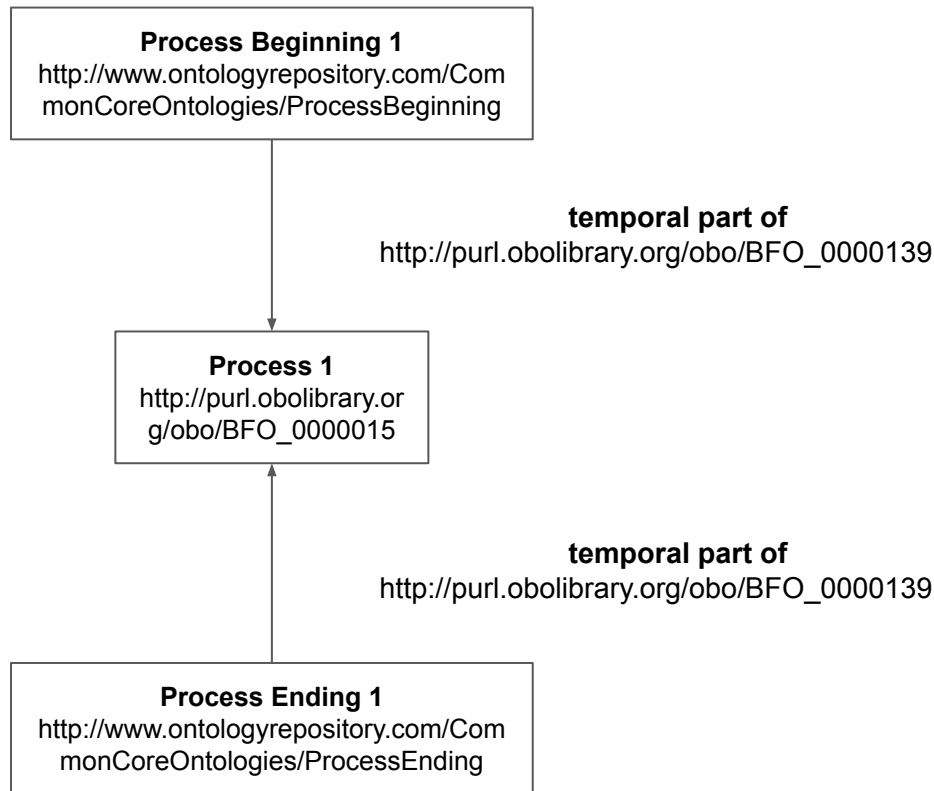 Process Beginning 1
http://www.ontologyrepository.com/Com
monCoreOntologies/ProcessBeginning
temporal part of
http://purl.obolibrary.org/obo/BFO_0000139
Process 1
http://purl.obolibrary.or
g/obo/BFO_0000015
temporal part of
http://purl.obolibrary.org/obo/BFO_0000139
Process Ending 1
http://www.ontologyrepository.com/Com
monCoreOntologies/ProcessEnding